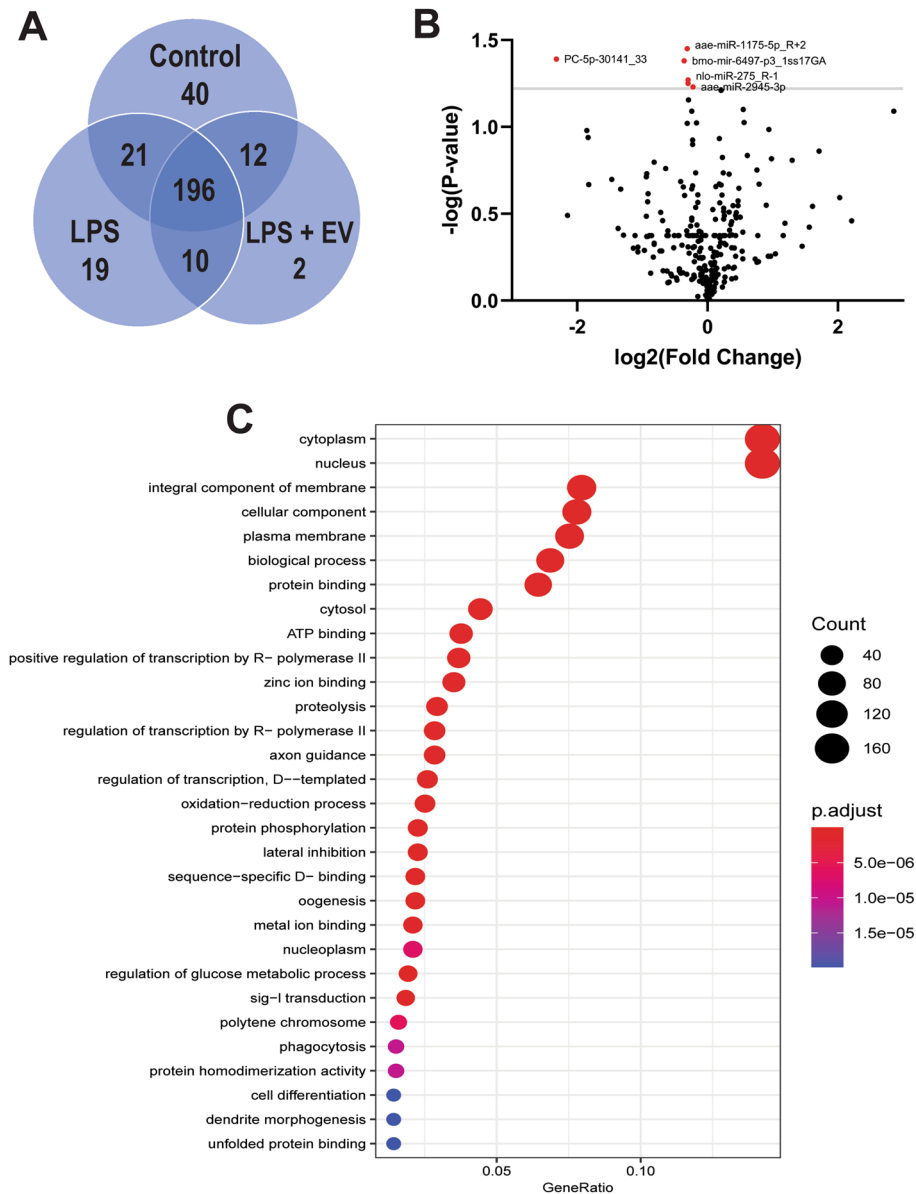 A
Control
40
21
12
196
LPS
19
LPS + EV
2
10
B
1.5
1.0
0.5
0.0
-log(P-value)
aae-miR-1175-5p_R+2
PC-5p-30141_33
bmo-mir-6497-p3_1ss17GA
nlo-miR-275_R-1
aae-miR-2945-3p
-2
0
2
log2(Fold Change)
C
cytoplasm
nucleus
integral component of membrane
cellular component
plasma membrane
biological process
protein binding
cytosol
ATP binding
positive regulation of transcription by R− polymerase II
zinc ion binding
proteolysis
regulation of transcription by R− polymerase II
axon guidance
regulation of transcription, D−−templated
oxidation−reduction process
protein phosphorylation
lateral inhibition
sequence−specific D− binding
oogenesis
metal ion binding
nucleoplasm
regulation of glucose metabolic process
sig−l transduction
polytene chromosome
phagocytosis
protein homodimerization activity
cell differentiation
dendrite morphogenesis
unfolded protein binding
0.05
0.10
GeneRatio
Count
40
80
120
160
p.adjust
5.0e−06
1.0e−05
1.5e−05